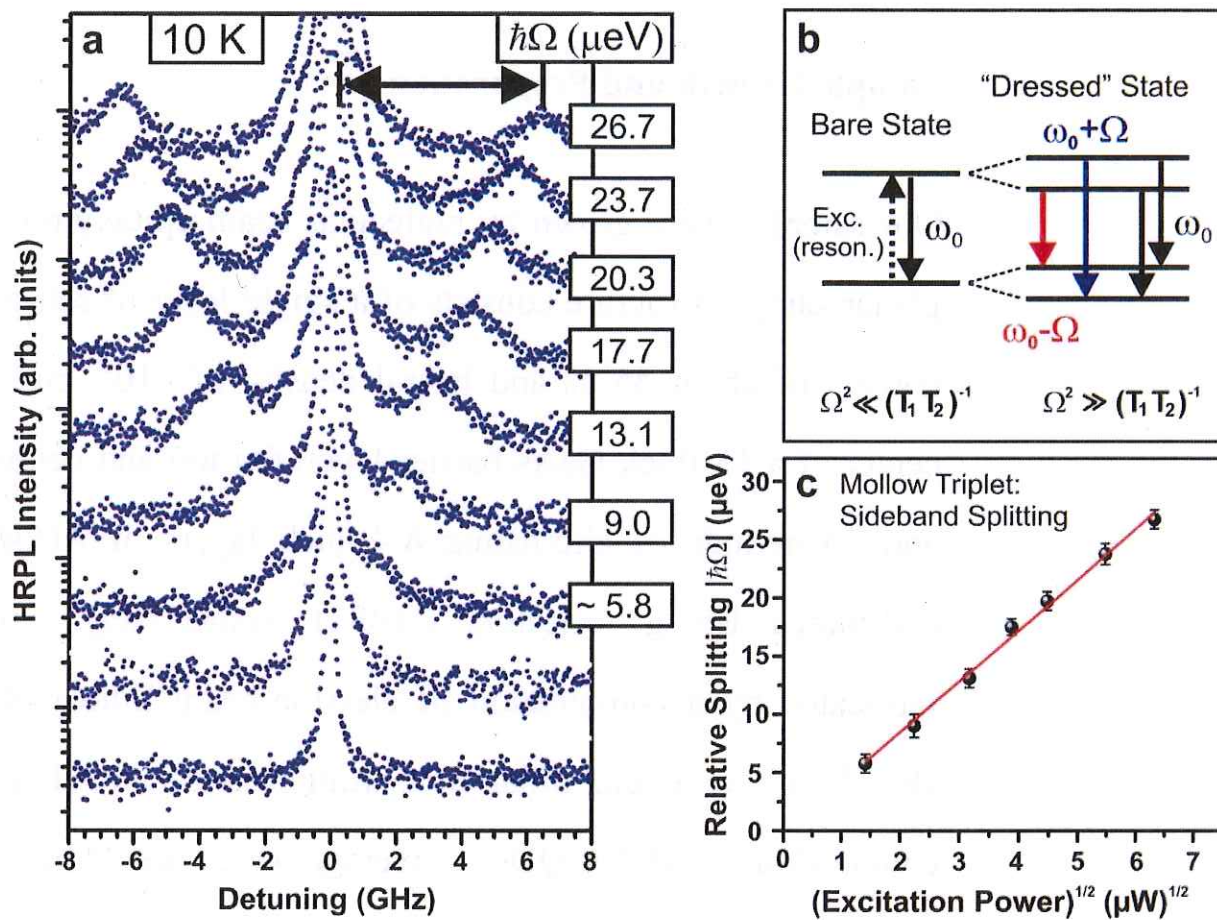 a
10 K
ħΩ (μeV)
26.7
23.7
20.3
17.7
13.1
9.0
~ 5.8
HRPL Intensity (arb. units)
-8 -6 -4 -2 0 2 4 6 8
Detuning (GHz)
b
"Dressed" State
Bare State
ω₀+Ω
Exc.
(reson.)
ω₀
ω₀
ω₀-Ω
Ω² ≪ (T₁ T₂)⁻¹
Ω² ≫ (T₁ T₂)⁻¹
c
Mollow Triplet:
Sideband Splitting
Relative Splitting |ħΩ| (μeV)
30
25
20
15
10
5
0
0 1 2 3 4 5 6 7
(Excitation Power)^1/2 (μW)^1/2